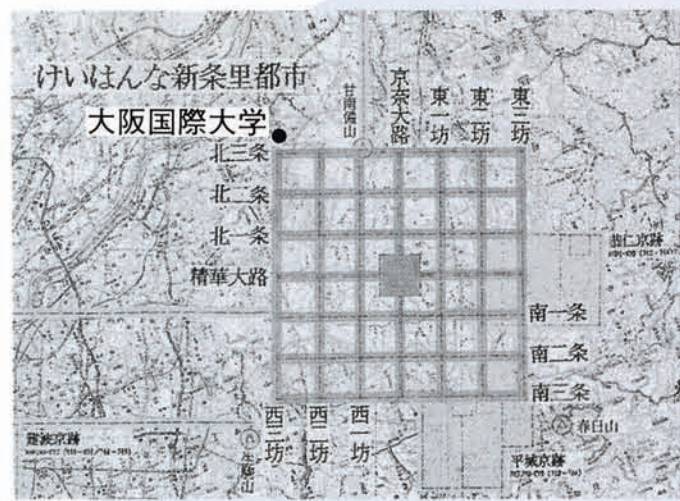 けいはんな新条里都市
大阪国際大学
甘南備山
京奈大路
東一坊
東二坊
東三坊
北三条
北二条
北一条
精華大路
恭仁京跡
南一条
南二条
南三条
西三坊
西二坊
西一坊
難波京跡
生駒山
春日山
平城京跡